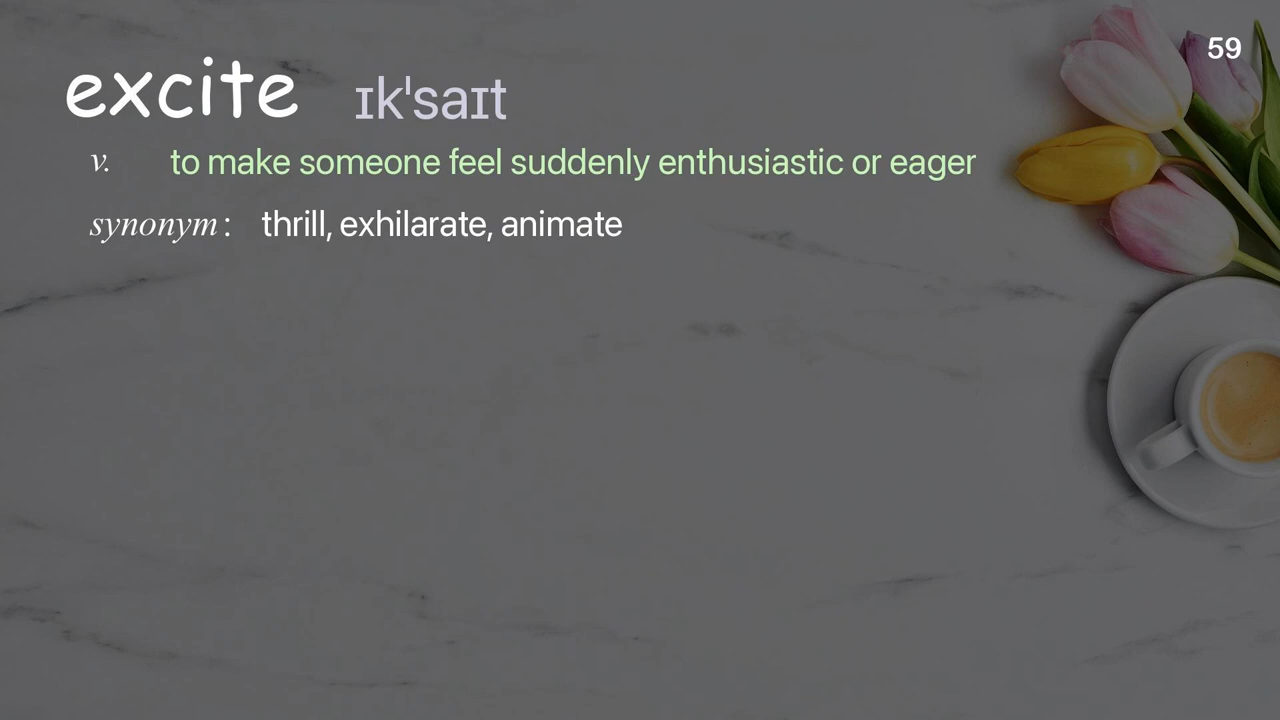 59
excite ɪkˈsaɪt
v. to make someone feel suddenly enthusiastic or eager
synonym: thrill, exhilarate, animate